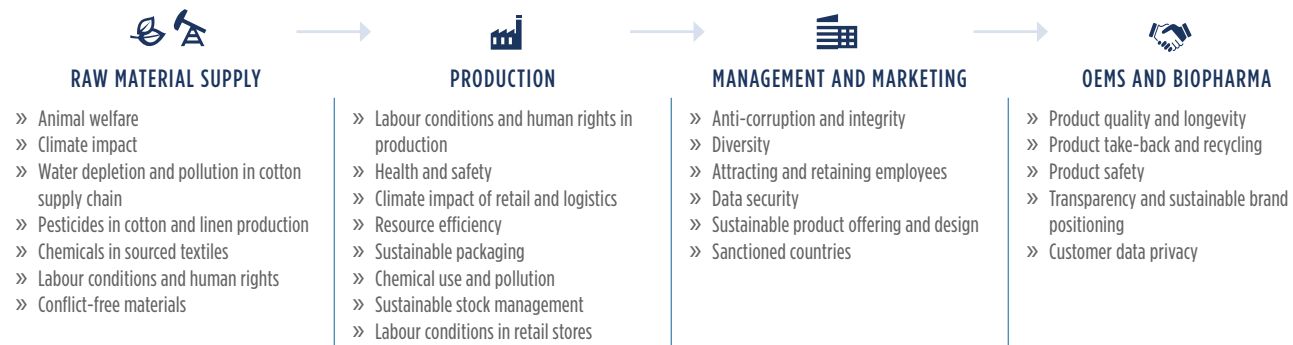 RAW MATERIAL SUPPLY
» Animal welfare
» Climate impact
» Water depletion and pollution in cotton
supply chain
» Pesticides in cotton and linen production
» Chemicals in sourced textiles
» Labour conditions and human rights
» Conflict-free materials
PRODUCTION
» Labour conditions and human rights in
production
» Health and safety
» Climate impact of retail and logistics
» Resource efficiency
» Sustainable packaging
» Chemical use and pollution
» Sustainable stock management
» Labour conditions in retail stores
MANAGEMENT AND MARKETING
» Anti-corruption and integrity
» Diversity
» Attracting and retaining employees
» Data security
» Sustainable product offering and design
» Sanctioned countries
OEMS AND BIOPHARMA
» Product quality and longevity
» Product take-back and recycling
» Product safety
» Transparency and sustainable brand
positioning
» Customer data privacy